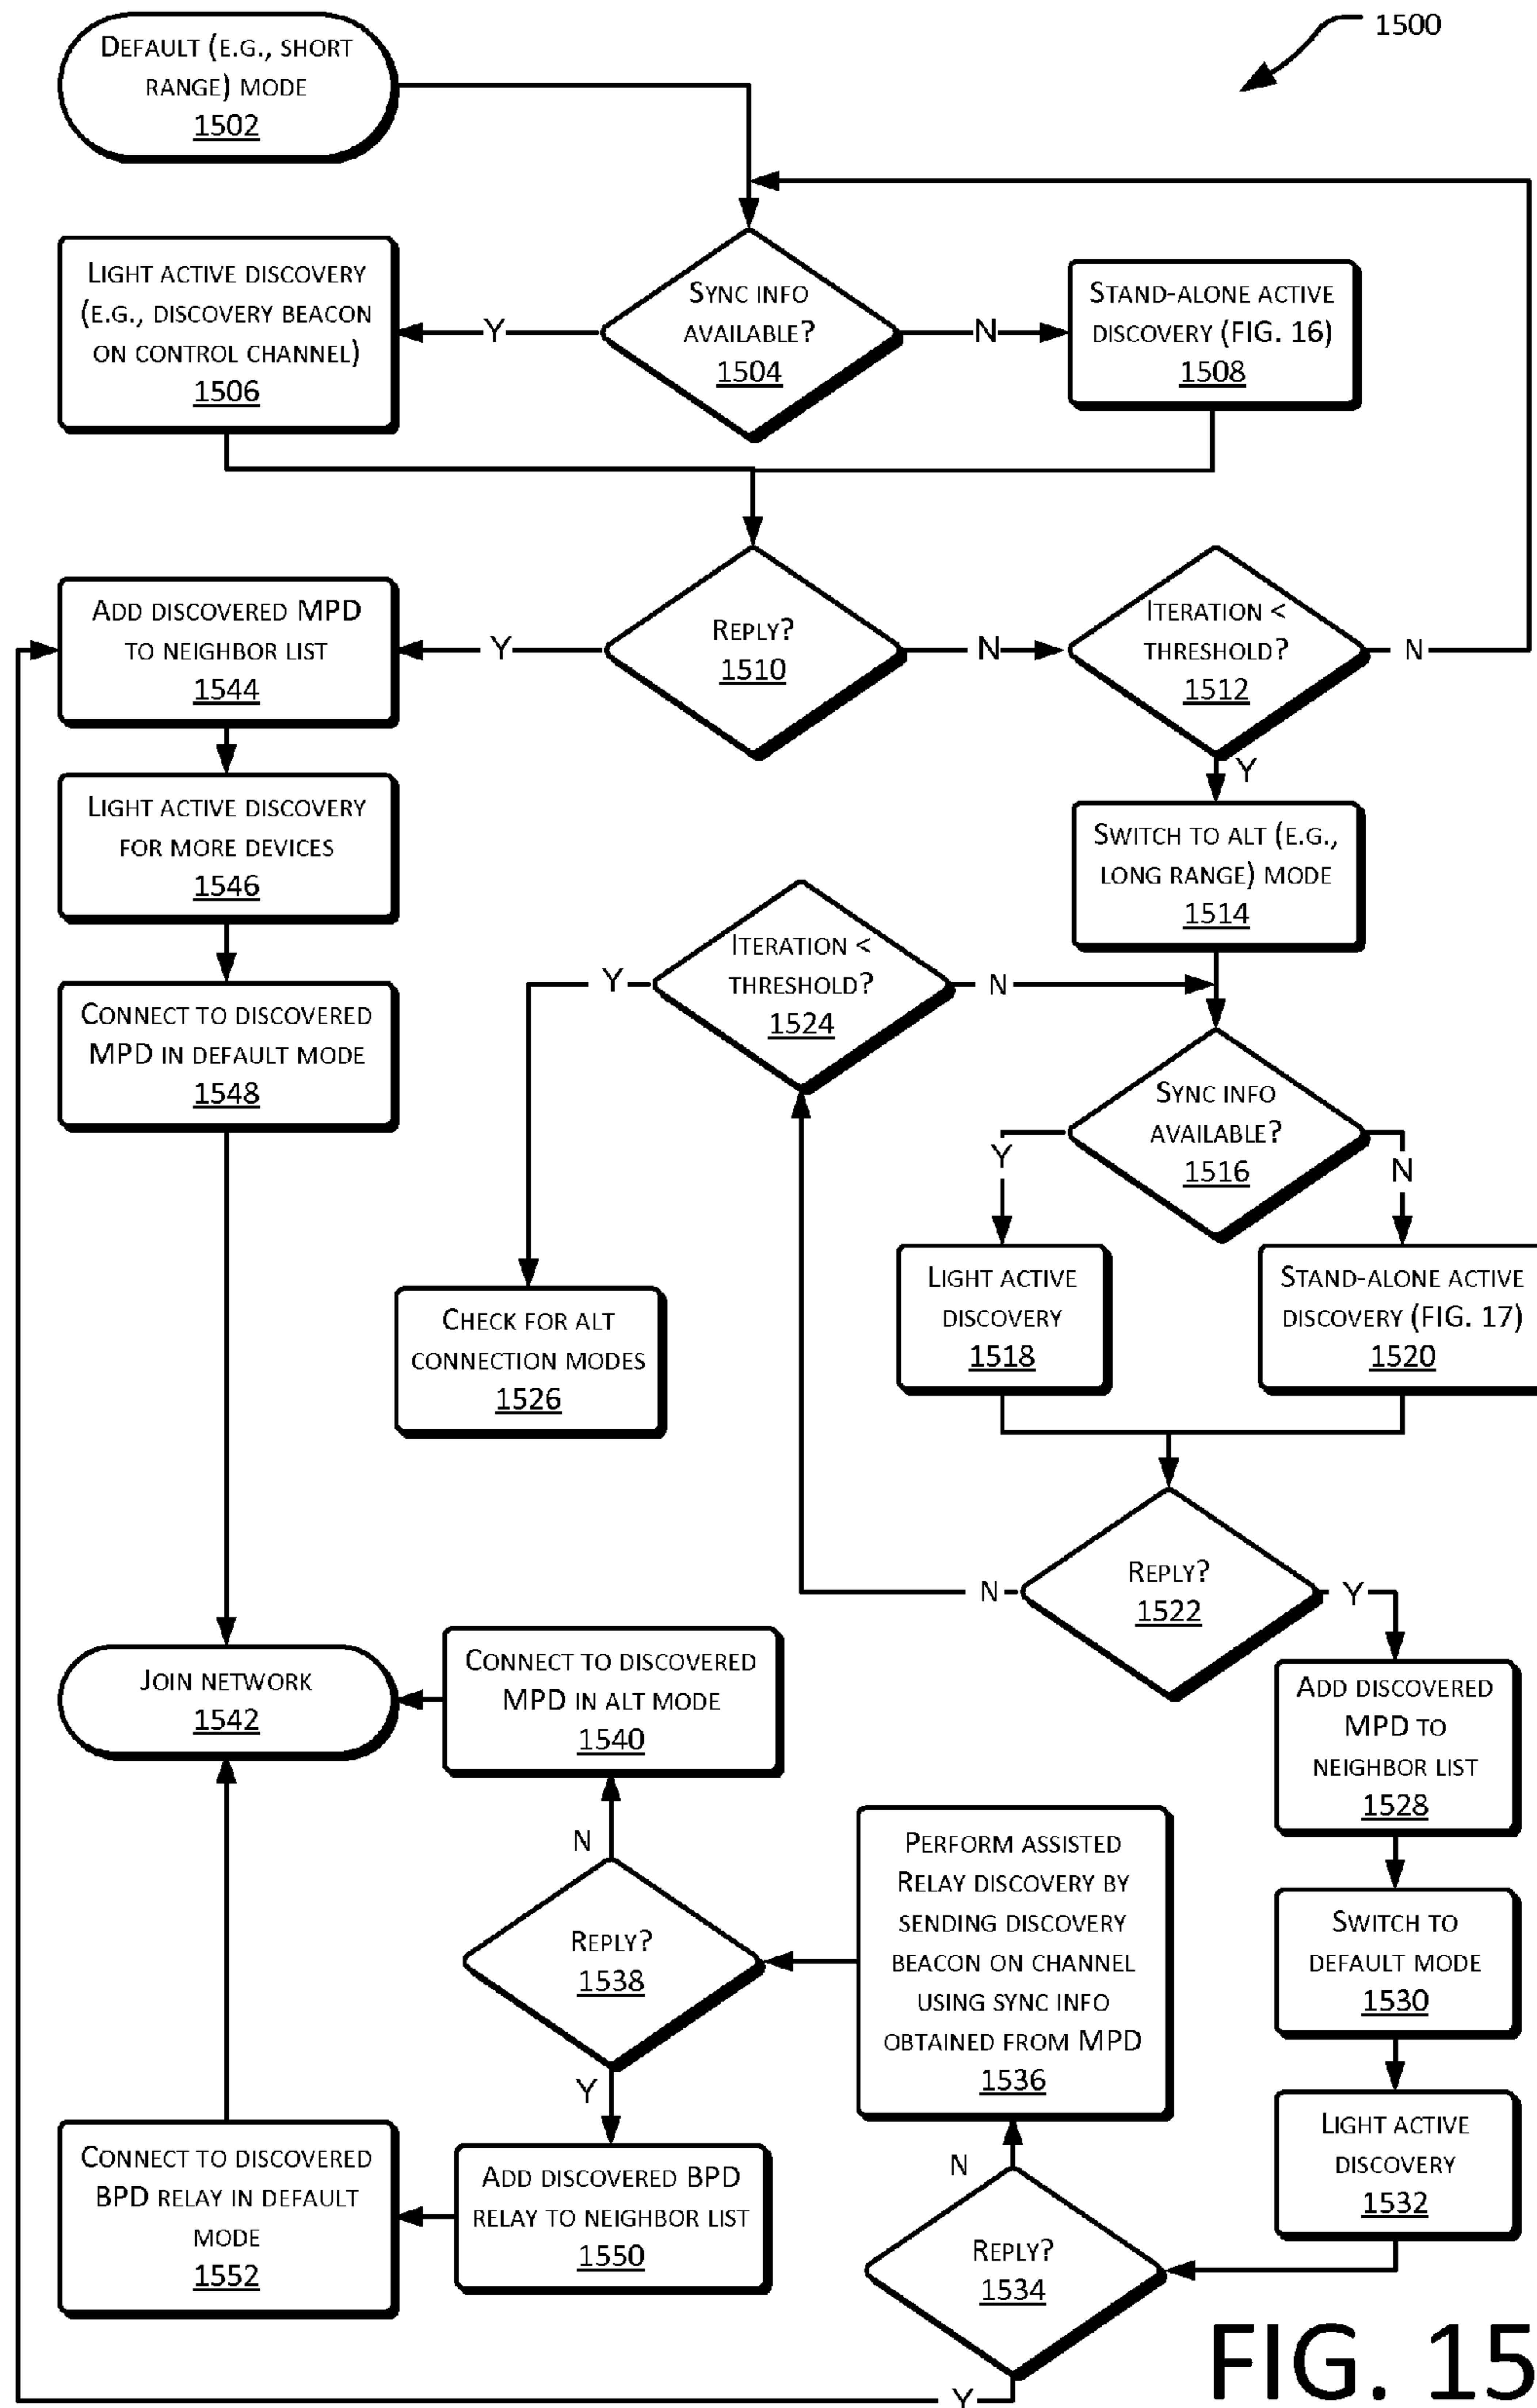 1500
DEFAULT (E.G., SHORT
RANGE) MODE
1502
LIGHT ACTIVE DISCOVERY
(E.G., DISCOVERY BEACON
ON CONTROL CHANNEL)
1506
Y
SYNC INFO
AVAILABLE?
1504
N
STAND-ALONE ACTIVE
DISCOVERY (FIG. 16)
1508
ADD DISCOVERED MPD
TO NEIGHBOR LIST
1544
Y
REPLY?
1510
N
ITERATION <
THRESHOLD?
1512
N
Y
LIGHT ACTIVE DISCOVERY
FOR MORE DEVICES
1546
SWITCH TO ALT (E.G.,
LONG RANGE) MODE
1514
CONNECT TO DISCOVERED
MPD IN DEFAULT MODE
1548
Y
ITERATION <
THRESHOLD?
1524
N
SYNC INFO
AVAILABLE?
1516
Y
N
CHECK FOR ALT
CONNECTION MODES
1526
LIGHT ACTIVE
DISCOVERY
1518
STAND-ALONE ACTIVE
DISCOVERY (FIG. 17)
1520
N
REPLY?
1522
Y
JOIN NETWORK
1542
CONNECT TO DISCOVERED
MPD IN ALT MODE
1540
ADD DISCOVERED
MPD TO
NEIGHBOR LIST
1528
N
REPLY?
1538
Y
PERFORM ASSISTED
RELAY DISCOVERY BY
SENDING DISCOVERY
BEACON ON CHANNEL
USING SYNC INFO
OBTAINED FROM MPD
1536
SWITCH TO
DEFAULT MODE
1530
CONNECT TO DISCOVERED
BPD RELAY IN DEFAULT
MODE
1552
ADD DISCOVERED BPD
RELAY TO NEIGHBOR LIST
1550
LIGHT ACTIVE
DISCOVERY
1532
N
REPLY?
1534
Y
FIG. 15